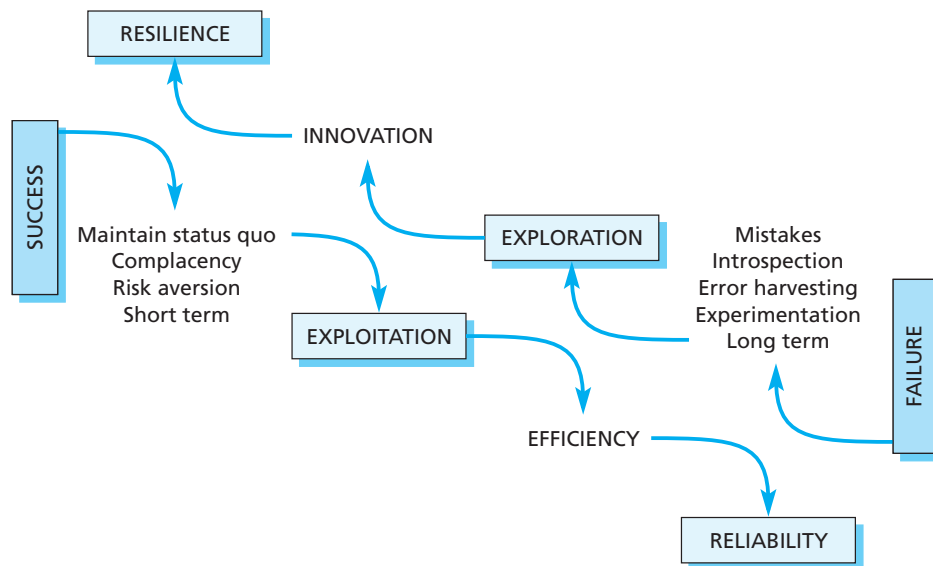 RESILIENCE
INNOVATION
SUCCESS
Maintain status quo
Complacency
Risk aversion
Short term
EXPLORATION
Mistakes
Introspection
Error harvesting
Experimentation
Long term
EXPLOITATION
FAILURE
EFFICIENCY
RELIABILITY